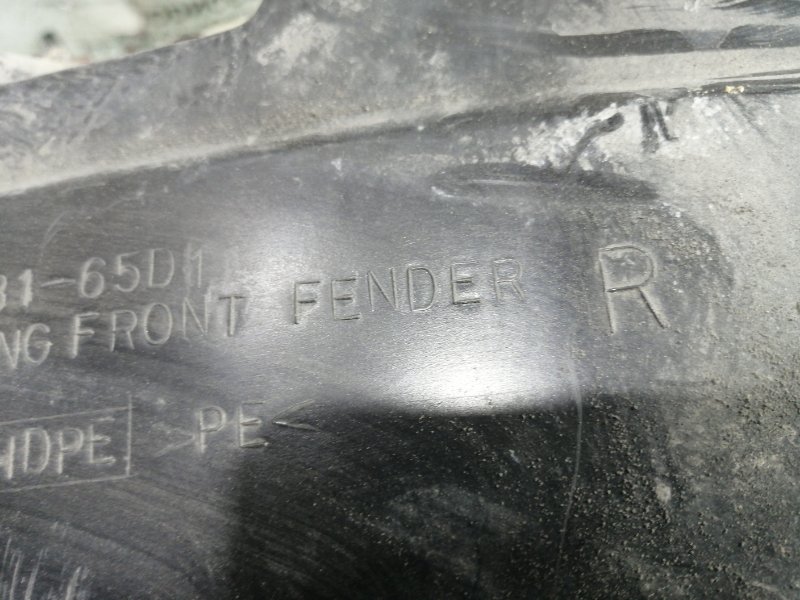 31-65D1
NG FRONT FENDER R
HDPE >PE<